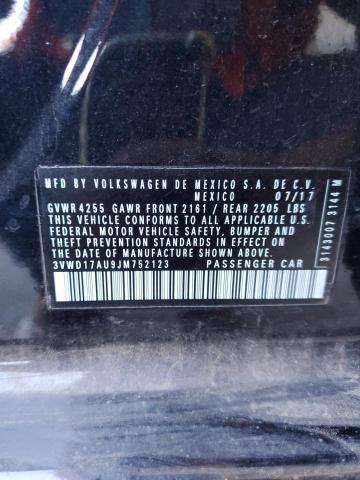 MFD. BY VOLKSWAGEN DE MEXICO S.A. DE C.V.
MEXICO 07/17
GVWR 4255 GAWR FRONT 2161 / REAR 2205 LBS
THIS VEHICLE CONFORMS TO ALL APPLICABLE U.S.
FEDERAL MOTOR VEHICLE SAFETY, BUMPER AND
THEFT PREVENTION STANDARDS IN EFFECT ON
THE DATE OF MANUFACTURE SHOWN ABOVE.
3VWD17AU9JM752123 PASSENGER CAR
3143007 3144 M